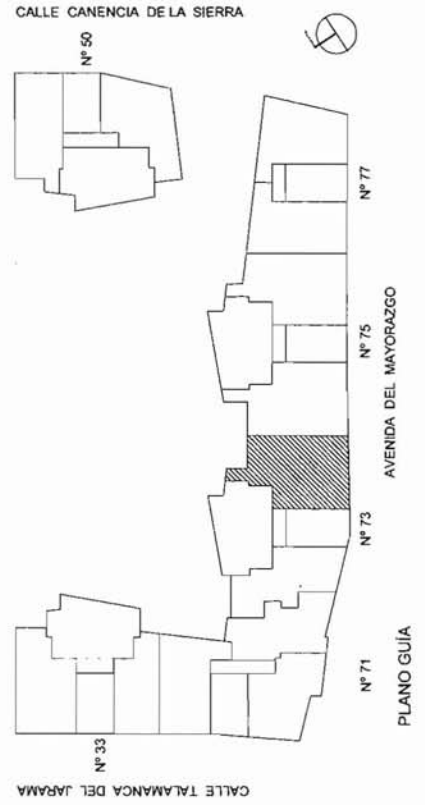 CALLE CANENCIA DE LA SIERRA
Nº 50
Nº 77
Nº 75
AVENIDA DEL MAYORAZGO
Nº 73
Nº 71
PLANO GUÍA
Nº 33
CALLE TALAMANCA DEL JARAMA